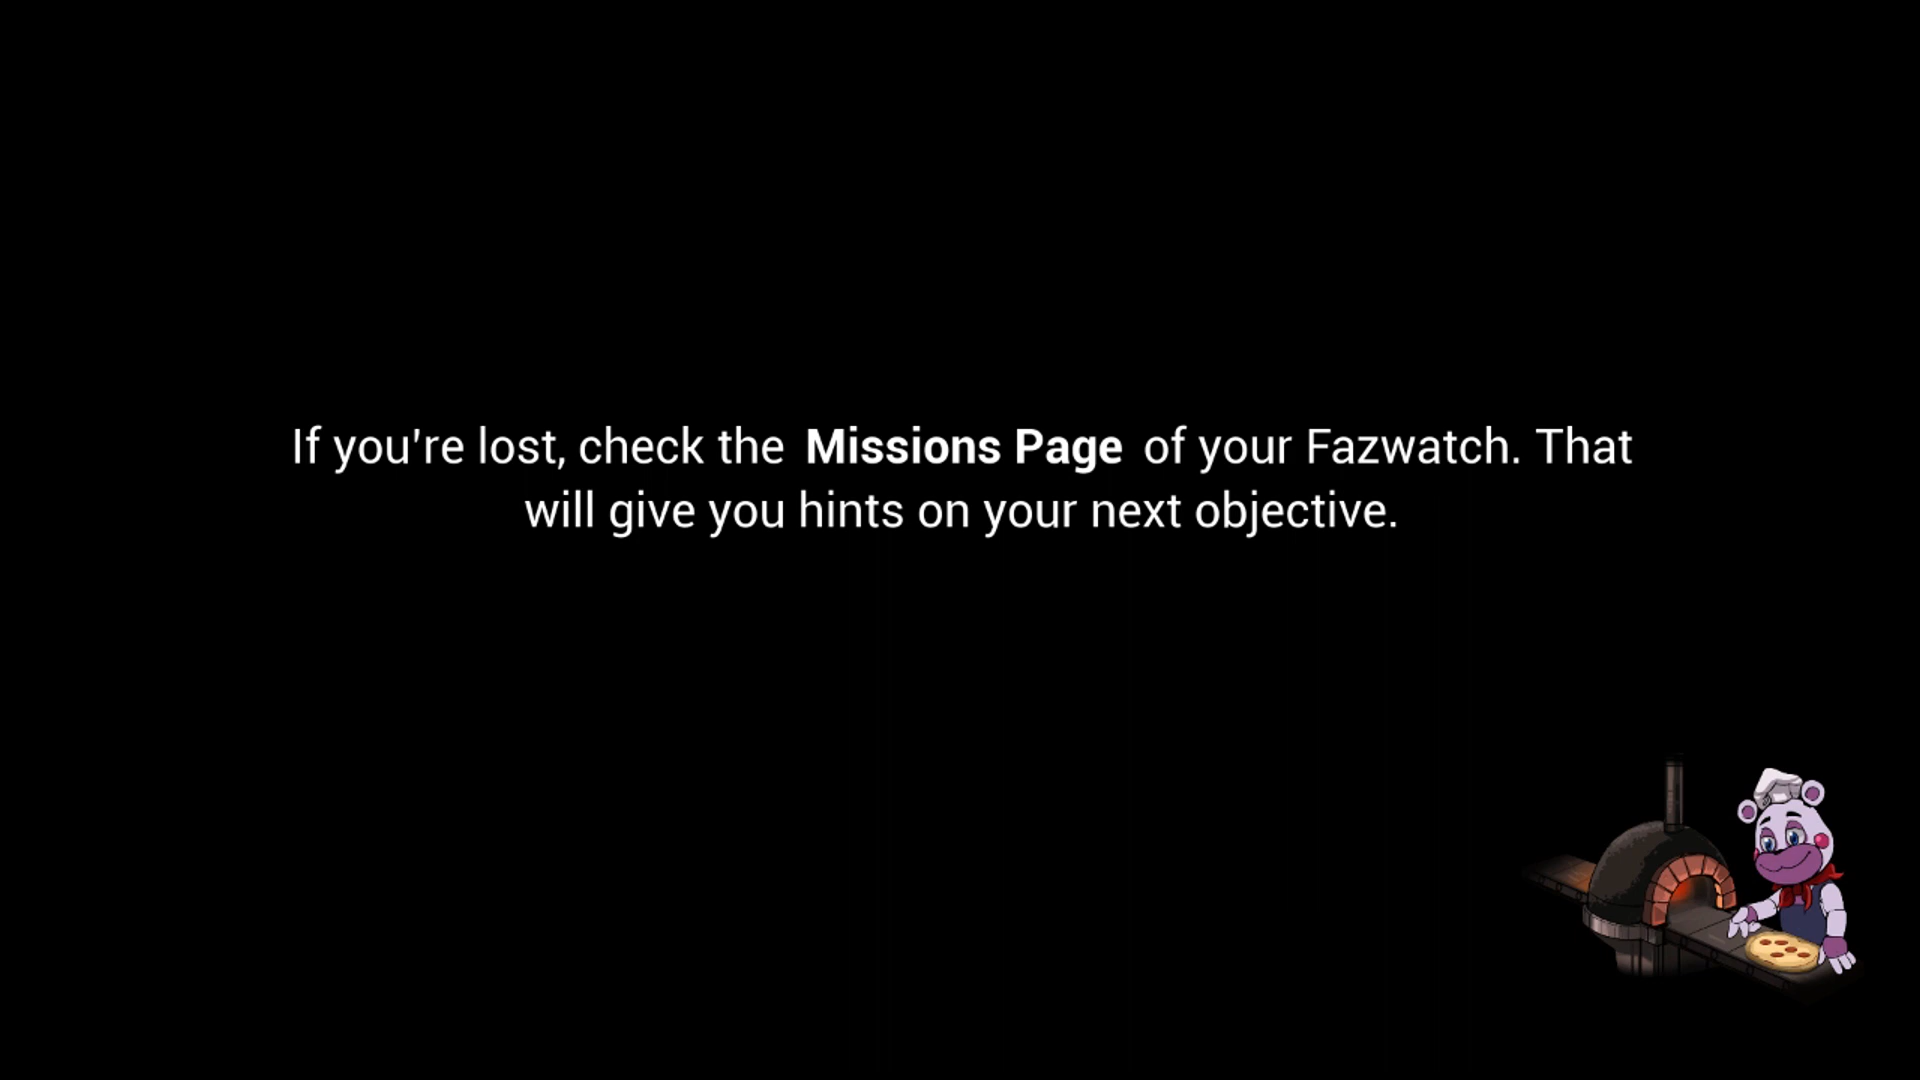 If you're lost, check the Missions Page of your Fazwatch. That
will give you hints on your next objective.